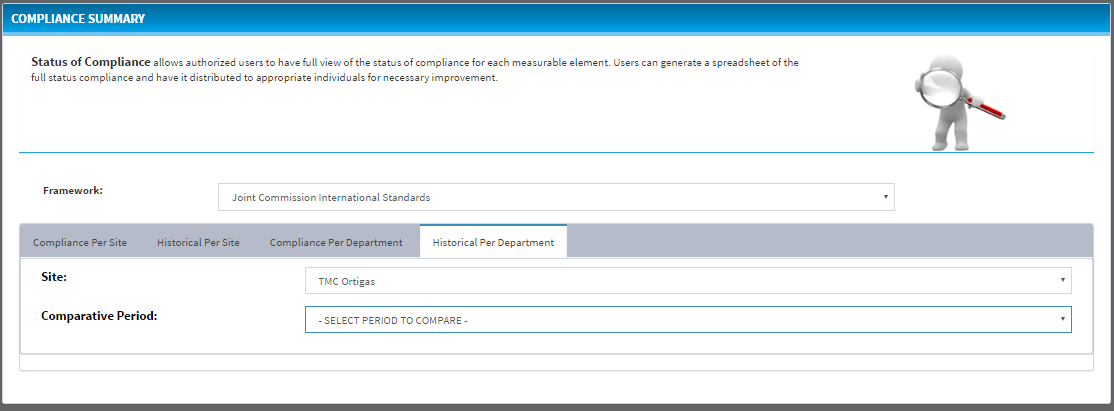 COMPLIANCE SUMMARY
Status of Compliance allows authorized users to have full view of the status of compliance for each measurable element. Users can generate a spreadsheet of the
full status compliance and have it distributed to appropriate individuals for necessary improvement.
Framework:
Joint Commission International Standards
Compliance Per Site Historical Per Site Compliance Per Department Historical Per Department
Site:
TMC Ortigas
Comparative Period:
- SELECT PERIOD TO COMPARE -